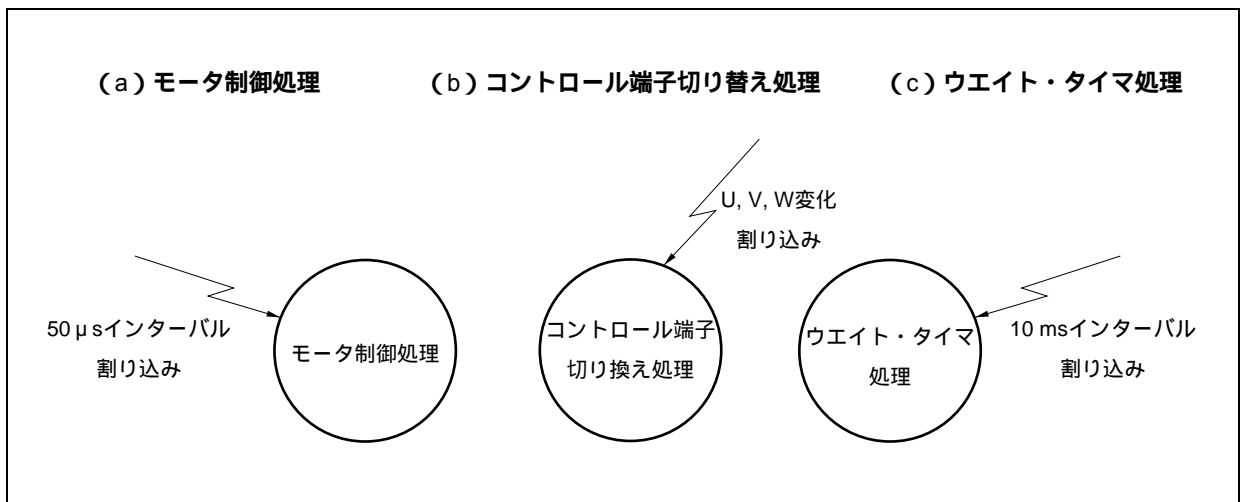 （a）モータ制御処理
（b）コントロール端子切り替え処理
（c）ウエイト・タイマ処理
U, V, W変化
割り込み
50 μsインターバル
割り込み
モータ制御処理
コントロール端子
切り換え処理
ウエイト・タイマ
処理
10 msインターバル
割り込み